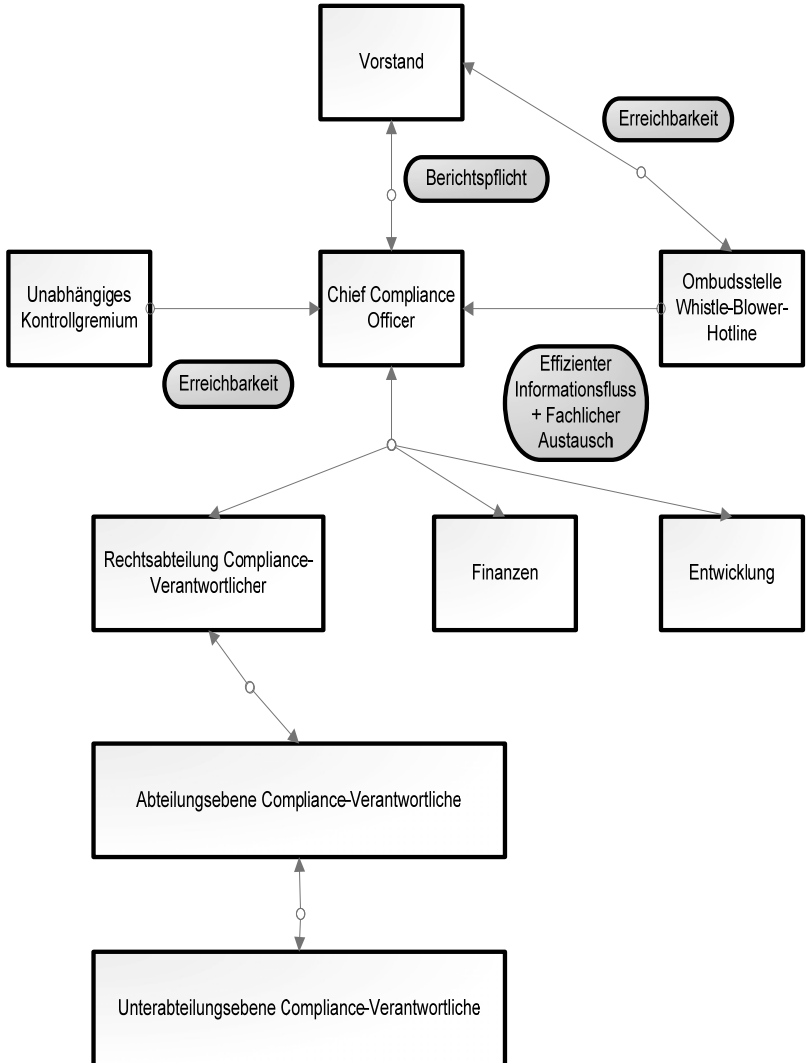 Vorstand
Erreichbarkeit
Berichtspflicht
Unabhängiges
Kontrollgremium
Chief Compliance
Officer
Ombudsstelle
Whistle-Blower-
Hotline
Erreichbarkeit
Effizienter
Informationsfluss
+ Fachlicher
Austausch
Rechtsabteilung Compliance-
Verantwortlicher
Finanzen
Entwicklung
Abteilungsebene Compliance-Verantwortliche
Unterabteilungsebene Compliance-Verantwortliche